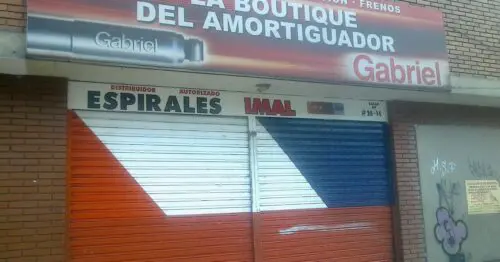 · FRENOS
LA BOUTIQUE
DEL AMORTIGUADOR
Gabriel
Gabriel
DISTRIBUIDOR AUTORIZADO
ESPIRALES IMAL